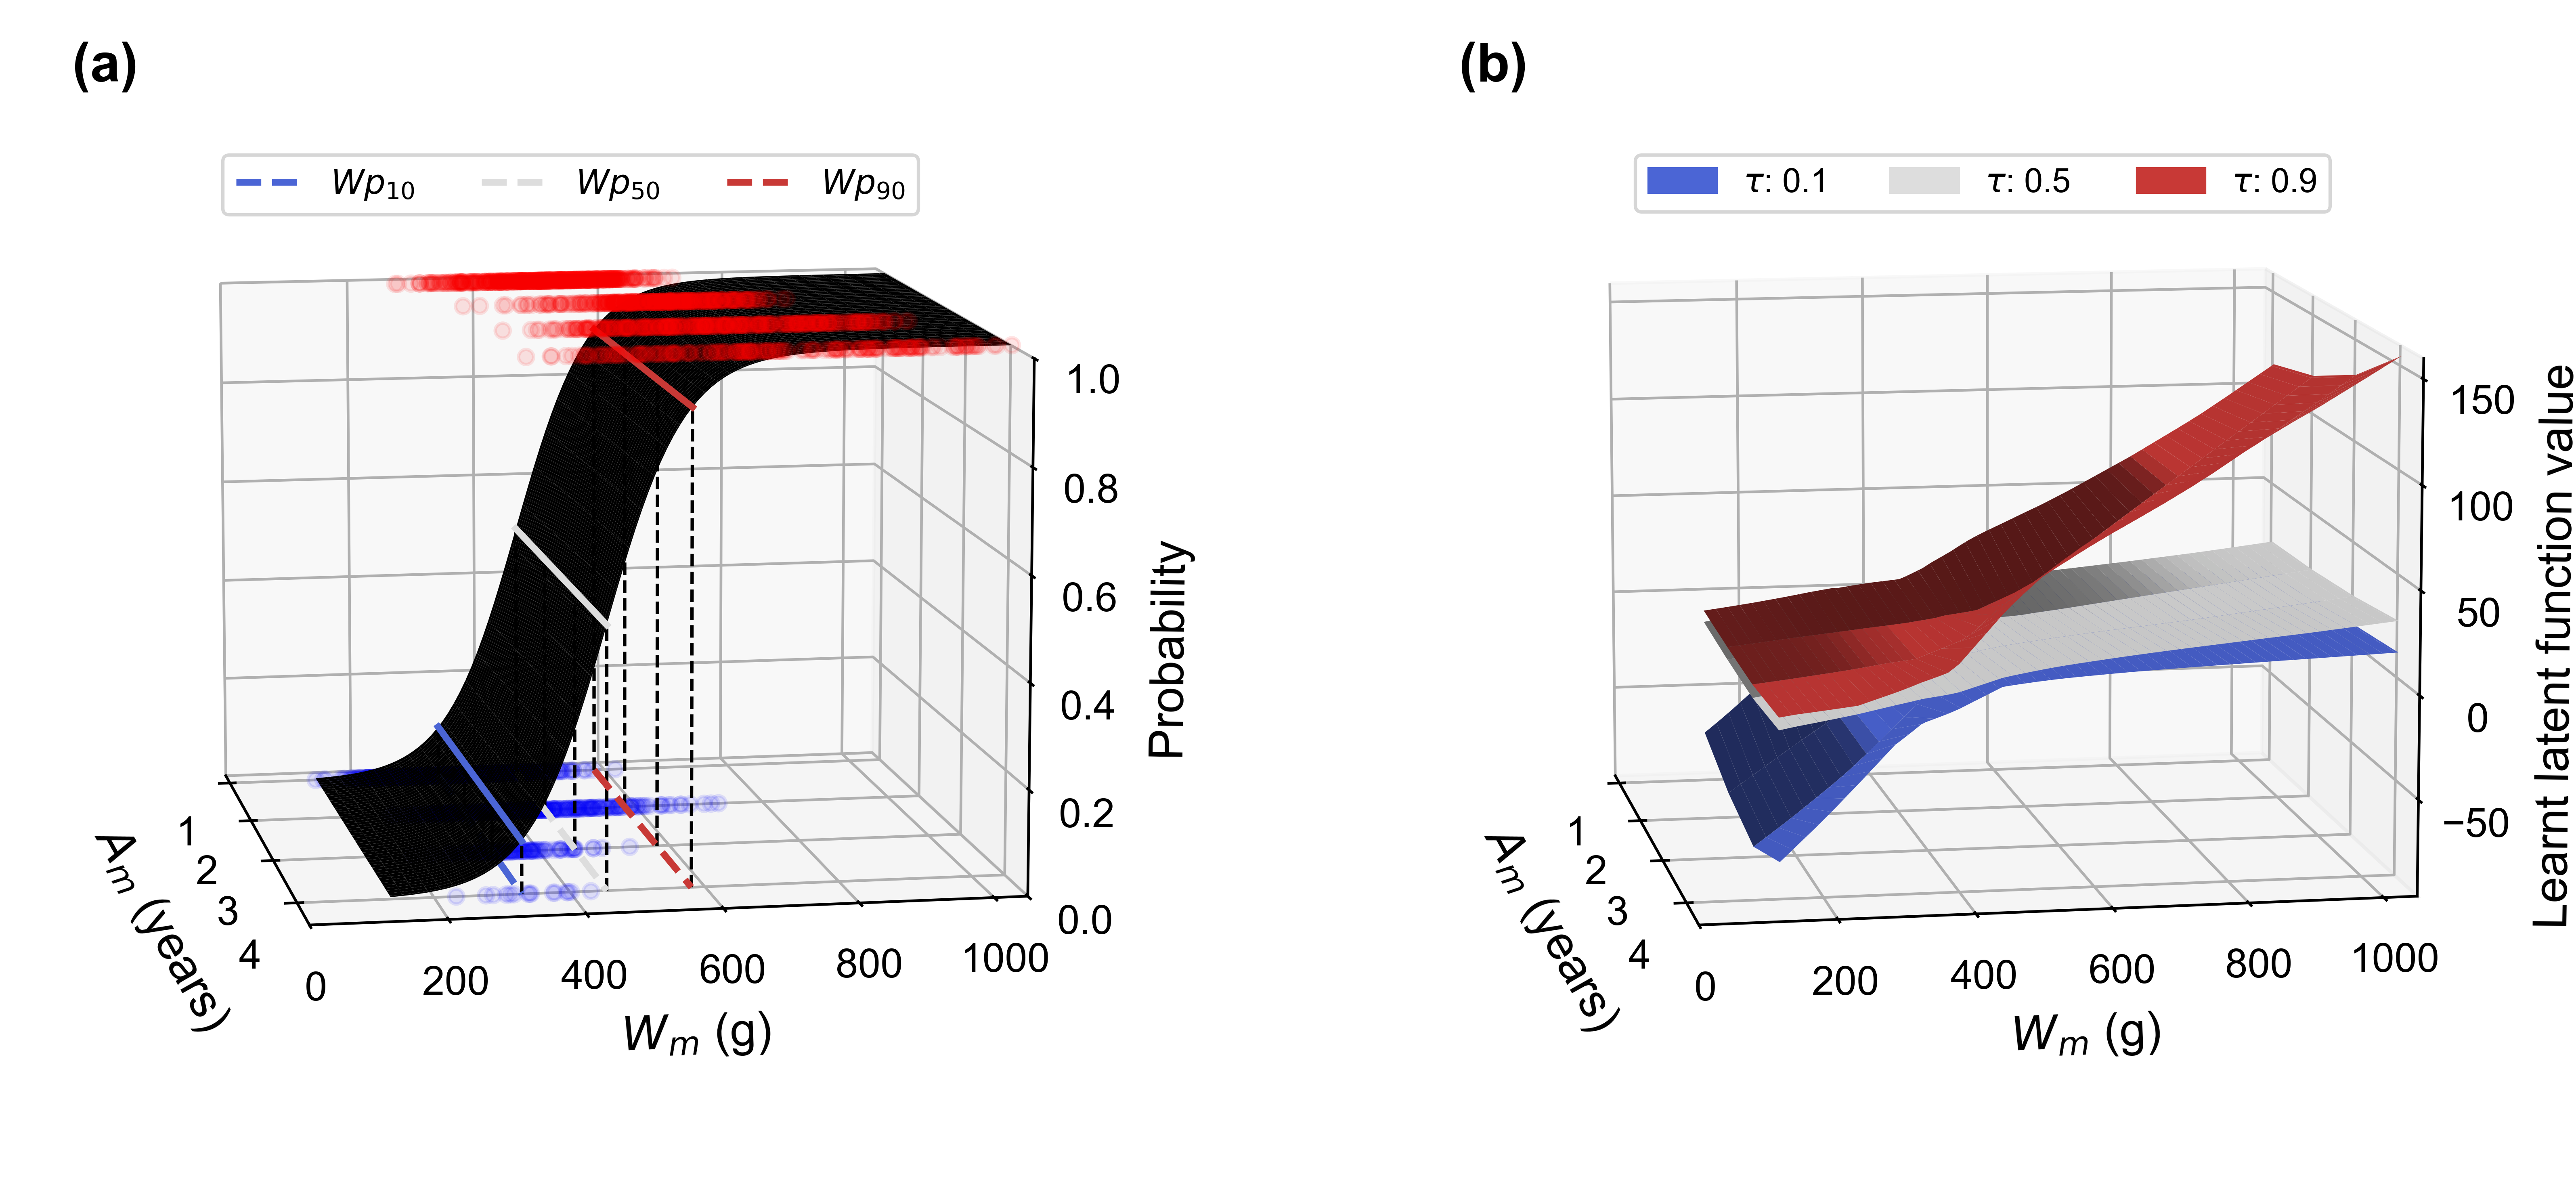 (a)
(b)
Wp10 Wp50 Wp90
τ: 0.1 τ: 0.5 τ: 0.9
1.0
0.8
0.6
0.4
0.2
0.0
Probability
1
2
3
4
Am (years)
0 200 400 600 800 1000
Wm (g)
150
100
50
0
−50
Learnt latent function value
1
2
3
4
Am (years)
0 200 400 600 800 1000
Wm (g)